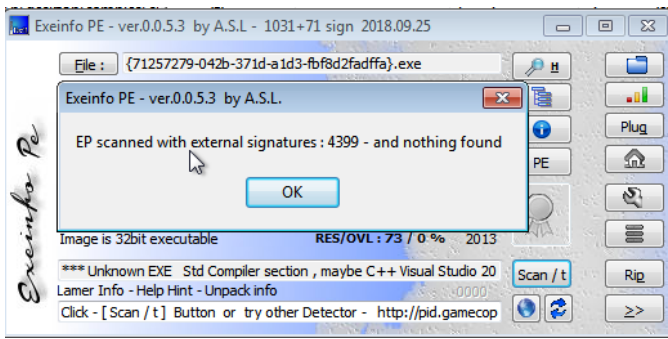 Exeinfo PE - ver.0.0.5.3 by A.S.L - 1031+71 sign 2018.09.25
File : {71257279-042b-371d-a1d3-fbf8d2fadffa}.exe
H
Exeinfo PE - ver.0.0.5.3 by A.S.L.
EP scanned with external signatures : 4399 - and nothing found
OK
Plug
PE
Exeinfo Pe
Image is 32bit executable RES/OVL : 73 / 0 % 2013
*** Unknown EXE Std Compiler section , maybe C++ Visual Studio 20
Scan / t
Rip
Lamer Info - Help Hint - Unpack info
Click - [ Scan / t ] Button or try other Detector - http://pid.gamecop
>>